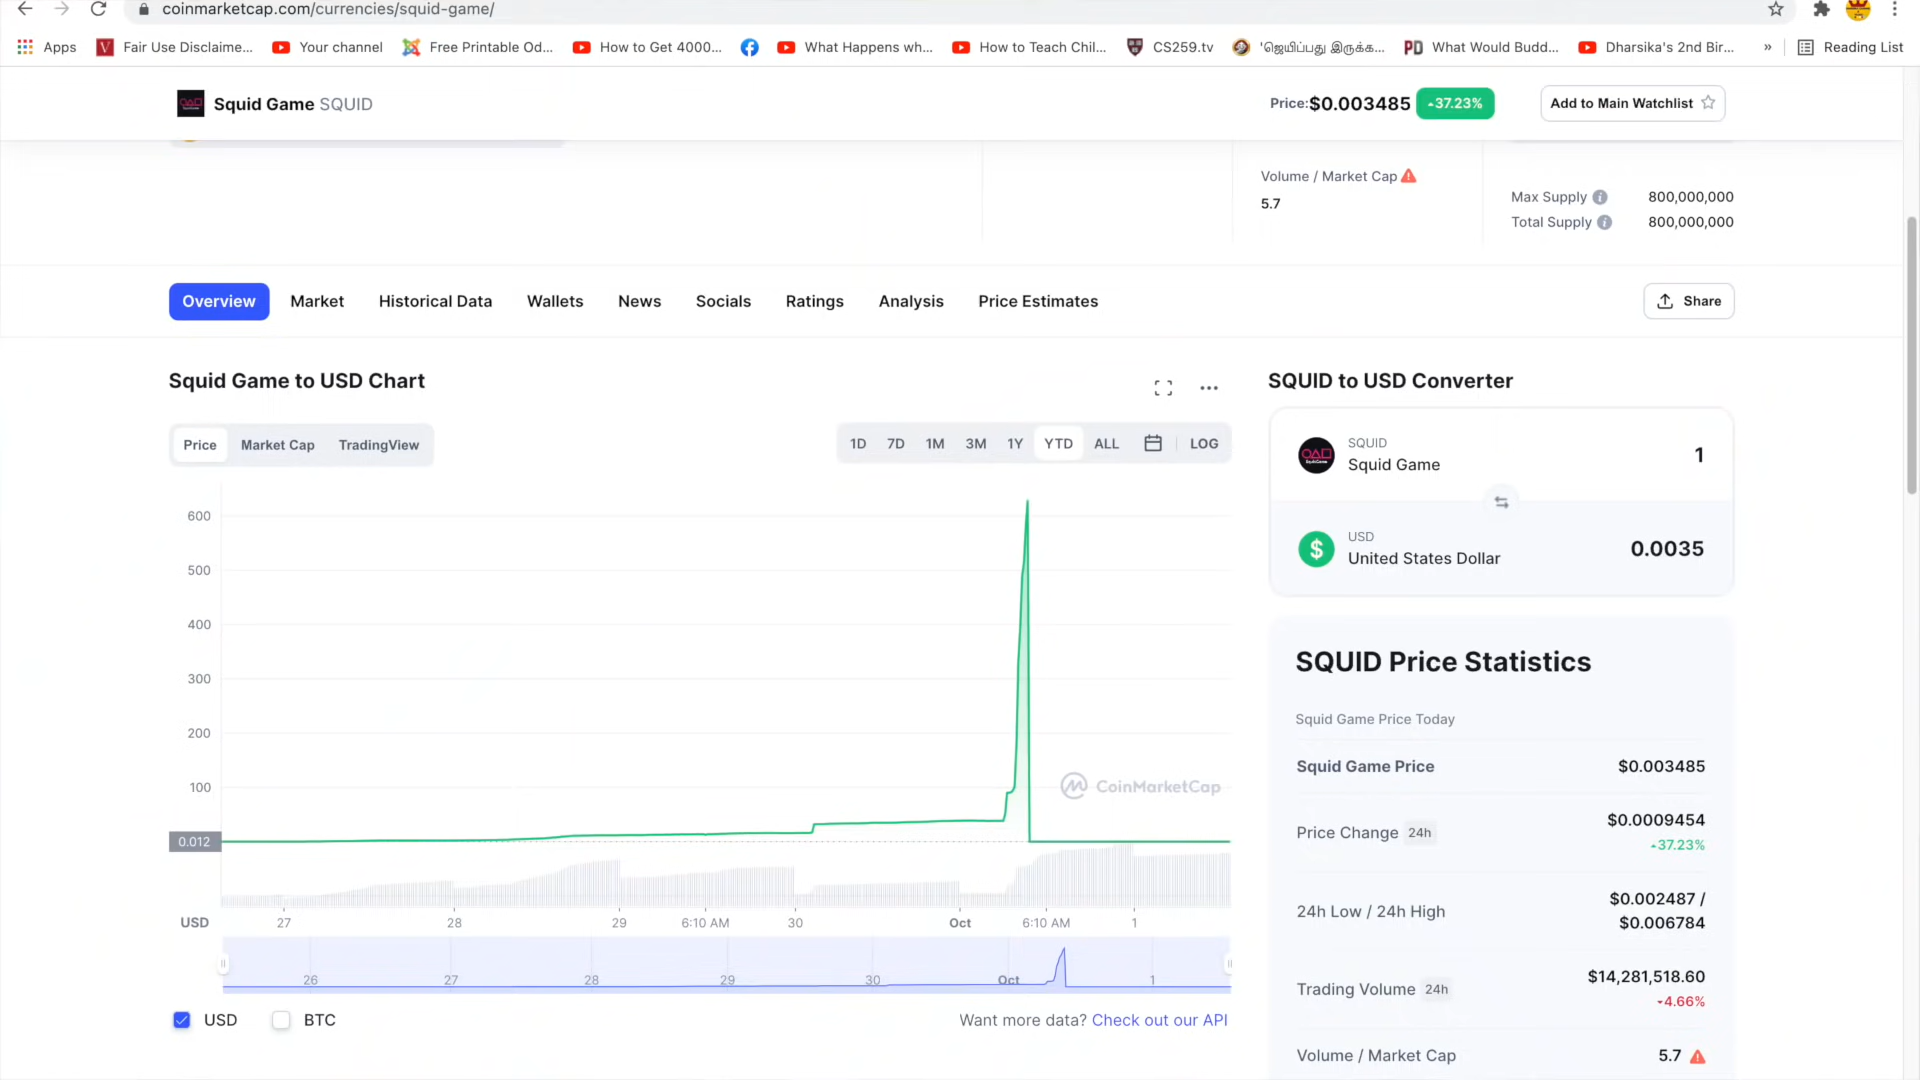 coinmarketcap.com/currencies/squid-game/
Apps
Fair Use Disclaime...
Your channel
Free Printable Od...
How to Get 4000...
What Happens wh...
How to Teach Chil...
CS259.tv
'ஜெயிப்பது இருக்க...
PD What Would Budd...
Dharsika's 2nd Bir...
»
Reading List
Squid Game SQUID
Price:$0.003485 37.23%
Add to Main Watchlist
Volume / Market Cap
5.7
Max Supply 800,000,000
Total Supply 800,000,000
Overview Market Historical Data Wallets News Socials Ratings Analysis Price Estimates
Share
Squid Game to USD Chart
Price Market Cap TradingView
1D 7D 1M 3M 1Y YTD ALL LOG
600
500
400
300
200
100
0.012
CoinMarketCap
USD 27 28 29 6:10 AM 30 Oct 6:10 AM 1
26 27 28 29 30 Oct 1
USD BTC
Want more data? Check out our API
SQUID to USD Converter
SQUID
Squid Game 1
USD
United States Dollar 0.0035
SQUID Price Statistics
Squid Game Price Today
Squid Game Price $0.003485
Price Change 24h $0.0009454
37.23%
24h Low / 24h High $0.002487 /
$0.006784
Trading Volume 24h $14,281,518.60
4.66%
Volume / Market Cap 5.7